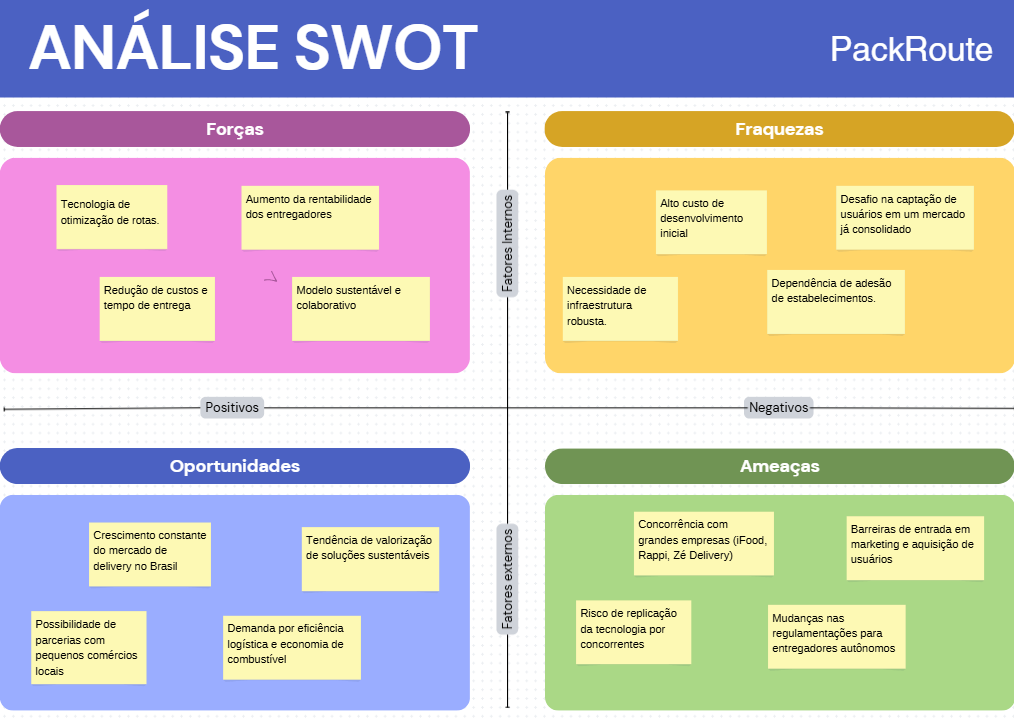 ANÁLISE SWOT
PackRoute
Forças
Tecnologia de
otimização de rotas.
Aumento da rentabilidade
dos entregadores
Redução de custos e
tempo de entrega
Modelo sustentável e
colaborativo
Fatores Internos
Fraquezas
Alto custo de
desenvolvimento
inicial
Desafio na captação de
usuários em um mercado
já consolidado
Necessidade de
infraestrutura
robusta.
Dependência de adesão
de estabelecimentos.
Positivos
Negativos
Oportunidades
Crescimento constante
do mercado de
delivery no Brasil
Tendência de valorização
de soluções sustentáveis
Possibilidade de
parcerias com
pequenos comércios
locais
Demanda por eficiência
logística e economia de
combustível
Fatores externos
Ameaças
Concorrência com
grandes empresas (iFood,
Rappi, Zé Delivery)
Barreiras de entrada em
marketing e aquisição de
usuários
Risco de replicação
da tecnologia por
concorrentes
Mudanças nas
regulamentações para
entregadores autônomos